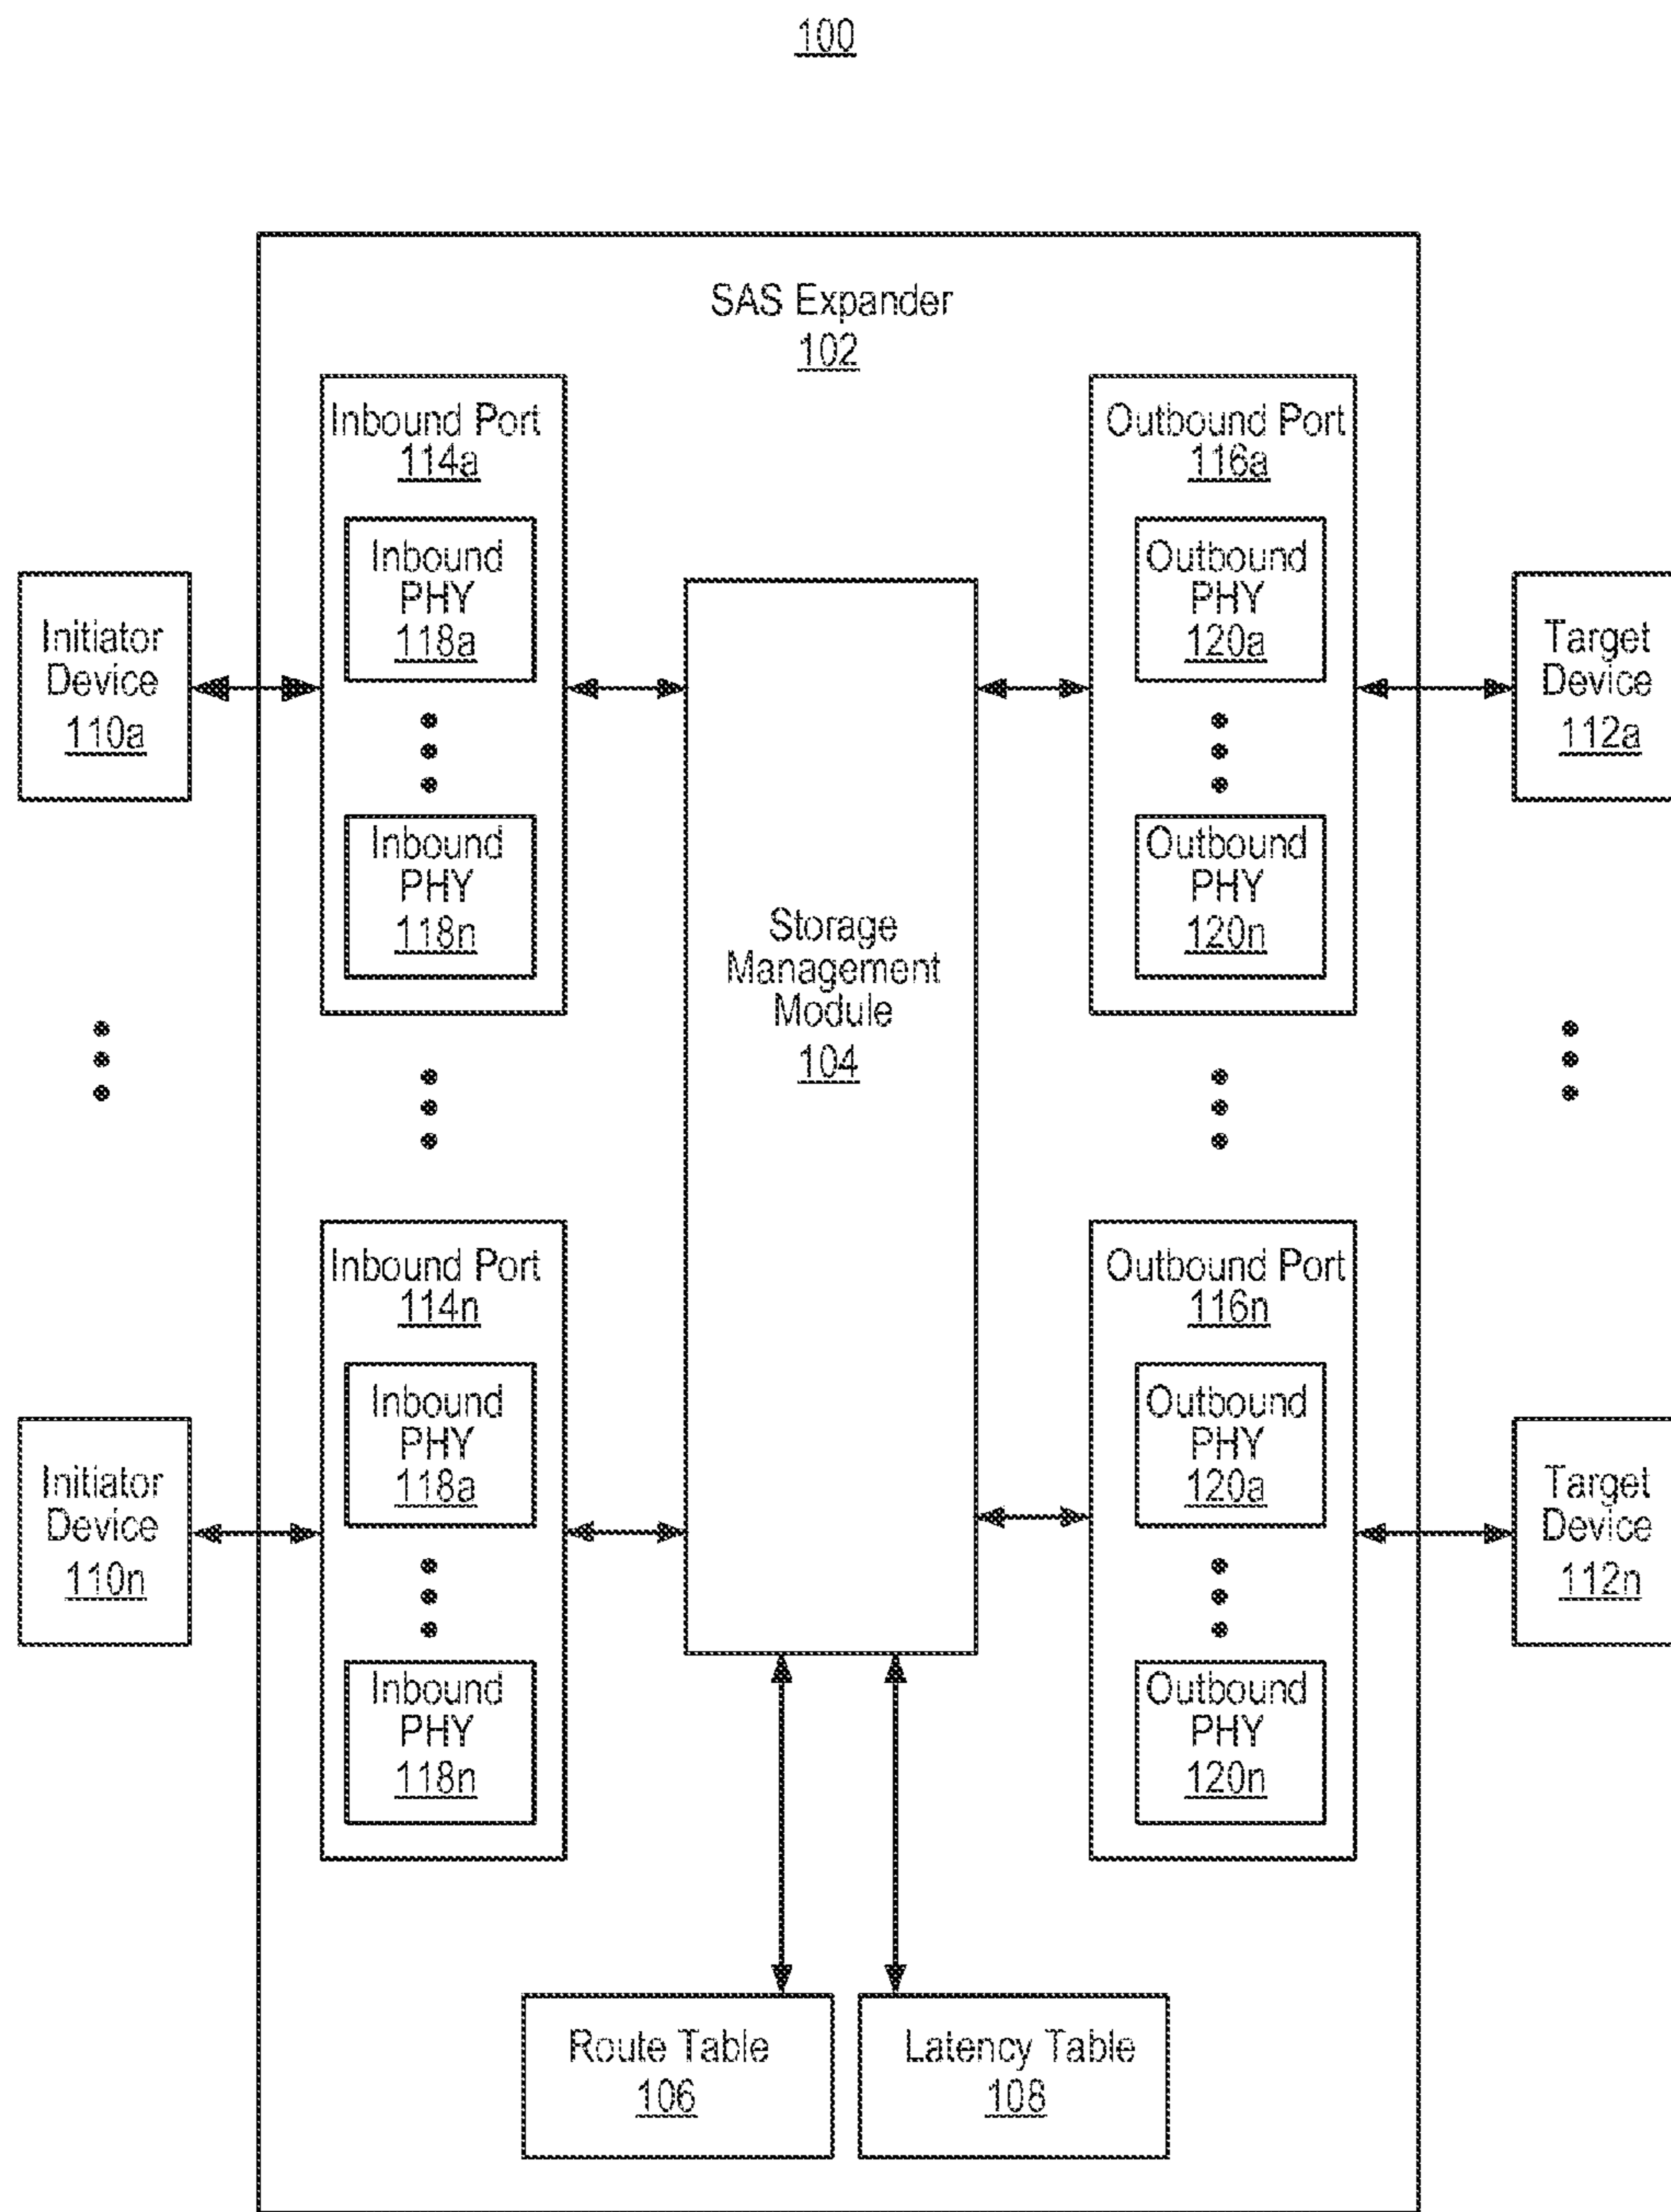 100
SAS Expander
102
Inbound Port
114a
Inbound
PHY
118a
Inbound
PHY
118n
Outbound Port
116a
Outbound
PHY
120a
Outbound
PHY
120n
Initiator
Device
110a
Target
Device
112a
Storage
Management
Module
104
Inbound Port
114n
Inbound
PHY
118a
Inbound
PHY
118n
Outbound Port
116n
Outbound
PHY
120a
Outbound
PHY
120n
Initiator
Device
110n
Target
Device
112n
Route Table
106
Latency Table
108